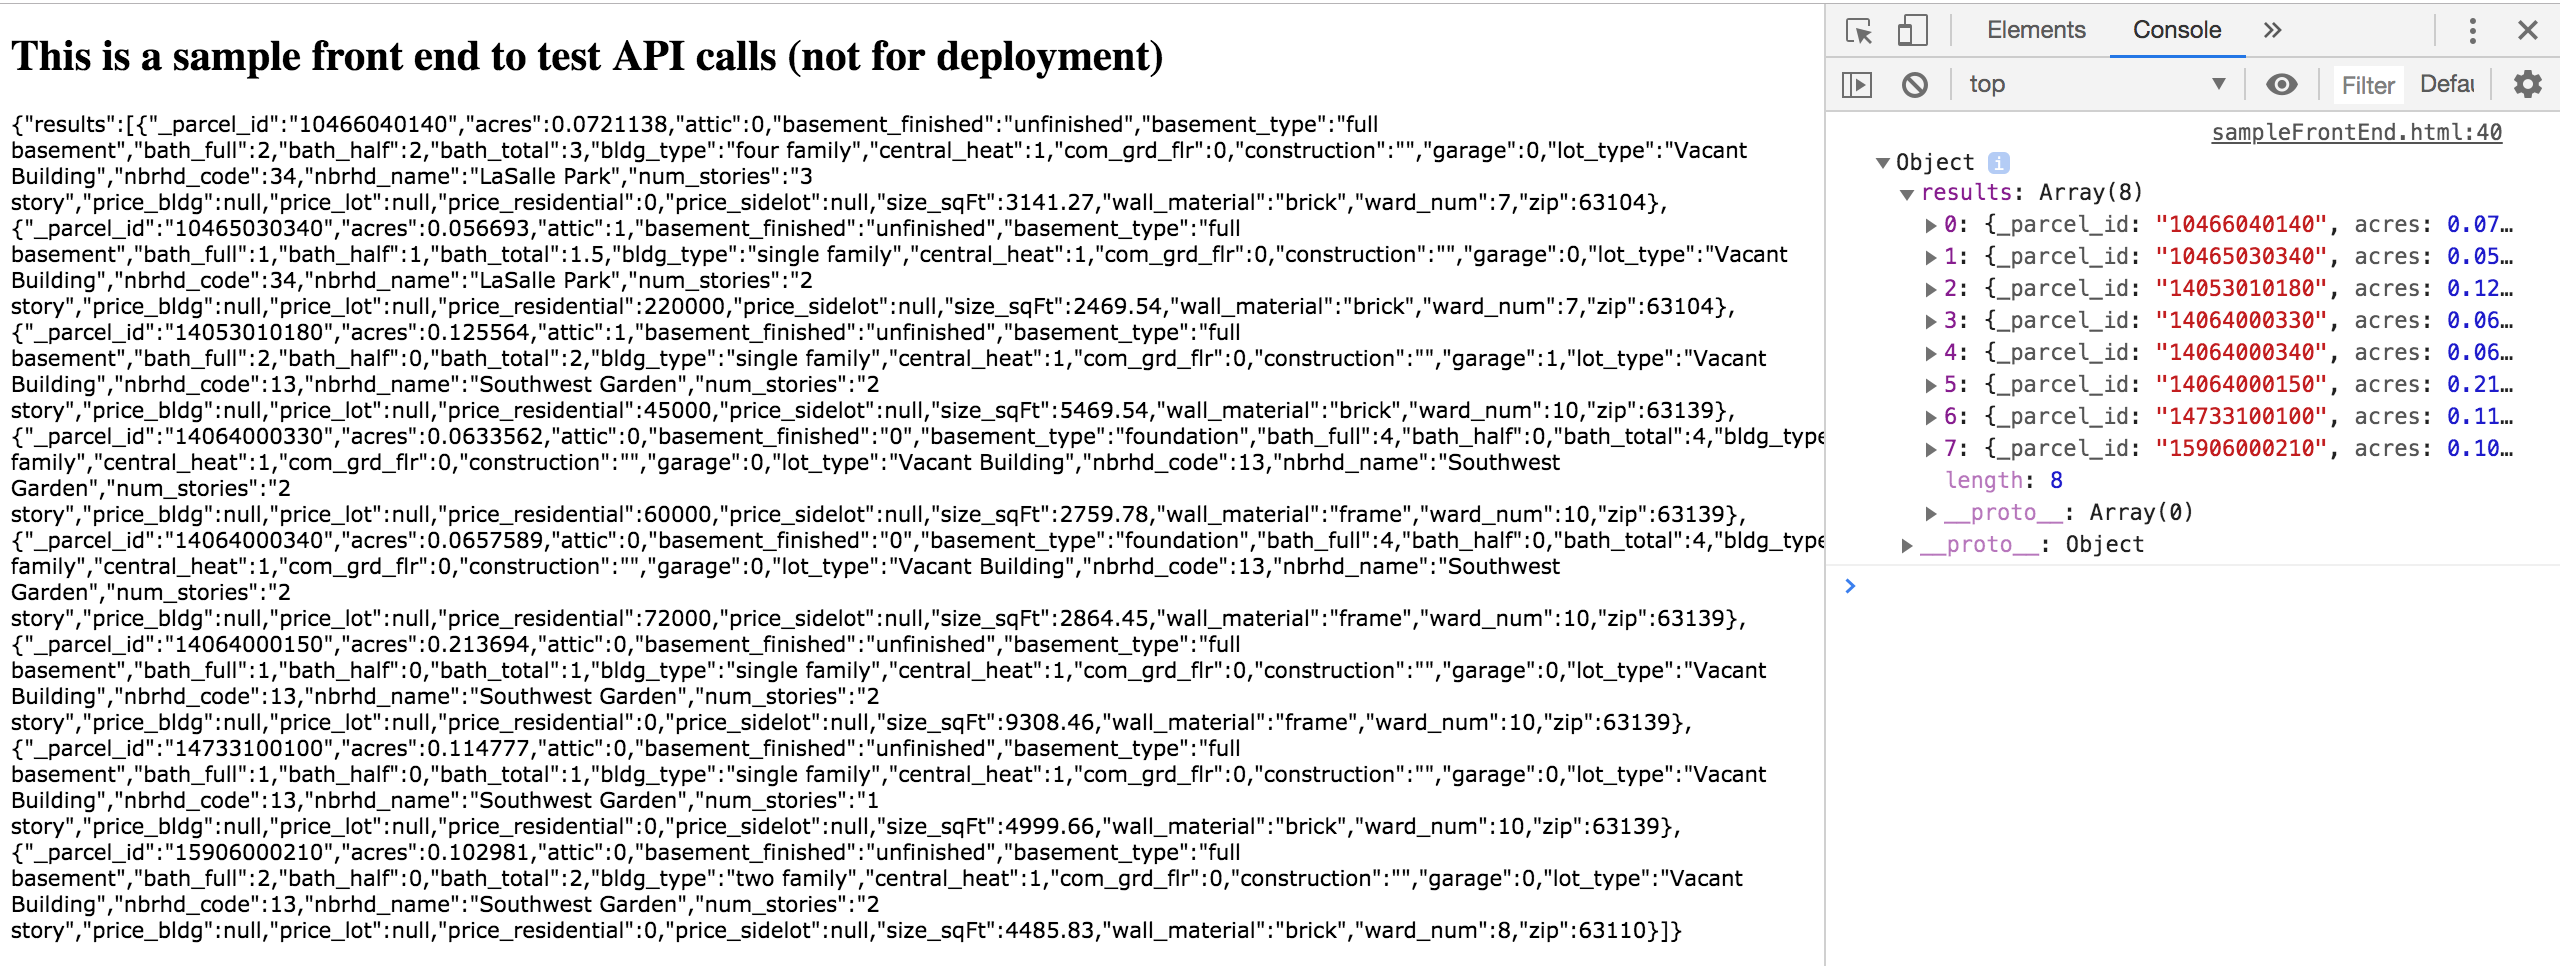 This is a sample front end to test API calls (not for deployment)
{"results":[{"_parcel_id":"10466040140","acres":0.0721138,"attic":0,"basement_finished":"unfinished","basement_type":"full
basement","bath_full":2,"bath_half":2,"bath_total":3,"bldg_type":"four family","central_heat":1,"com_grd_flr":0,"construction":"","garage":0,"lot_type":"Vacant
Building","nbrhd_code":34,"nbrhd_name":"LaSalle Park","num_stories":"3
story","price_bldg":null,"price_lot":null,"price_residential":0,"price_sidelot":null,"size_sqFt":3141.27,"wall_material":"brick","ward_num":7,"zip":63104},
{"_parcel_id":"10465030340","acres":0.056693,"attic":1,"basement_finished":"unfinished","basement_type":"full
basement","bath_full":1,"bath_half":1,"bath_total":1.5,"bldg_type":"single family","central_heat":1,"com_grd_flr":0,"construction":"","garage":0,"lot_type":"Vacant
Building","nbrhd_code":34,"nbrhd_name":"LaSalle Park","num_stories":"2
story","price_bldg":null,"price_lot":null,"price_residential":220000,"price_sidelot":null,"size_sqFt":2469.54,"wall_material":"brick","ward_num":7,"zip":63104},
{"_parcel_id":"14053010180","acres":0.125564,"attic":1,"basement_finished":"unfinished","basement_type":"full
basement","bath_full":2,"bath_half":0,"bath_total":2,"bldg_type":"single family","central_heat":1,"com_grd_flr":0,"construction":"","garage":1,"lot_type":"Vacant
Building","nbrhd_code":13,"nbrhd_name":"Southwest Garden","num_stories":"2
story","price_bldg":null,"price_lot":null,"price_residential":45000,"price_sidelot":null,"size_sqFt":5469.54,"wall_material":"brick","ward_num":10,"zip":63139},
{"_parcel_id":"14064000330","acres":0.0633562,"attic":0,"basement_finished":"0","basement_type":"foundation","bath_full":4,"bath_half":0,"bath_total":4,"bldg_type
family","central_heat":1,"com_grd_flr":0,"construction":"","garage":0,"lot_type":"Vacant Building","nbrhd_code":13,"nbrhd_name":"Southwest
Garden","num_stories":"2
story","price_bldg":null,"price_lot":null,"price_residential":60000,"price_sidelot":null,"size_sqFt":2759.78,"wall_material":"frame","ward_num":10,"zip":63139},
{"_parcel_id":"14064000340","acres":0.0657589,"attic":0,"basement_finished":"0","basement_type":"foundation","bath_full":4,"bath_half":0,"bath_total":4,"bldg_type
family","central_heat":1,"com_grd_flr":0,"construction":"","garage":0,"lot_type":"Vacant Building","nbrhd_code":13,"nbrhd_name":"Southwest
Garden","num_stories":"2
story","price_bldg":null,"price_lot":null,"price_residential":72000,"price_sidelot":null,"size_sqFt":2864.45,"wall_material":"frame","ward_num":10,"zip":63139},
{"_parcel_id":"14064000150","acres":0.213694,"attic":0,"basement_finished":"unfinished","basement_type":"full
basement","bath_full":1,"bath_half":0,"bath_total":1,"bldg_type":"single family","central_heat":1,"com_grd_flr":0,"construction":"","garage":0,"lot_type":"Vacant
Building","nbrhd_code":13,"nbrhd_name":"Southwest Garden","num_stories":"2
story","price_bldg":null,"price_lot":null,"price_residential":0,"price_sidelot":null,"size_sqFt":9308.46,"wall_material":"frame","ward_num":10,"zip":63139},
{"_parcel_id":"14733100100","acres":0.114777,"attic":0,"basement_finished":"unfinished","basement_type":"full
basement","bath_full":1,"bath_half":0,"bath_total":1,"bldg_type":"single family","central_heat":1,"com_grd_flr":0,"construction":"","garage":0,"lot_type":"Vacant
Building","nbrhd_code":13,"nbrhd_name":"Southwest Garden","num_stories":"1
story","price_bldg":null,"price_lot":null,"price_residential":0,"price_sidelot":null,"size_sqFt":4999.66,"wall_material":"brick","ward_num":10,"zip":63139},
{"_parcel_id":"15906000210","acres":0.102981,"attic":0,"basement_finished":"unfinished","basement_type":"full
basement","bath_full":2,"bath_half":0,"bath_total":2,"bldg_type":"two family","central_heat":1,"com_grd_flr":0,"construction":"","garage":0,"lot_type":"Vacant
Building","nbrhd_code":13,"nbrhd_name":"Southwest Garden","num_stories":"2
story","price_bldg":null,"price_lot":null,"price_residential":0,"price_sidelot":null,"size_sqFt":4485.83,"wall_material":"brick","ward_num":8,"zip":63110}]}
Elements Console
top Filter Defau
sampleFrontEnd.html:40
Object i
results: Array(8)
0: {_parcel_id: "10466040140", acres: 0.07…
1: {_parcel_id: "10465030340", acres: 0.05…
2: {_parcel_id: "14053010180", acres: 0.12…
3: {_parcel_id: "14064000330", acres: 0.06…
4: {_parcel_id: "14064000340", acres: 0.06…
5: {_parcel_id: "14064000150", acres: 0.21…
6: {_parcel_id: "14733100100", acres: 0.11…
7: {_parcel_id: "15906000210", acres: 0.10…
length: 8
__proto__: Array(0)
__proto__: Object